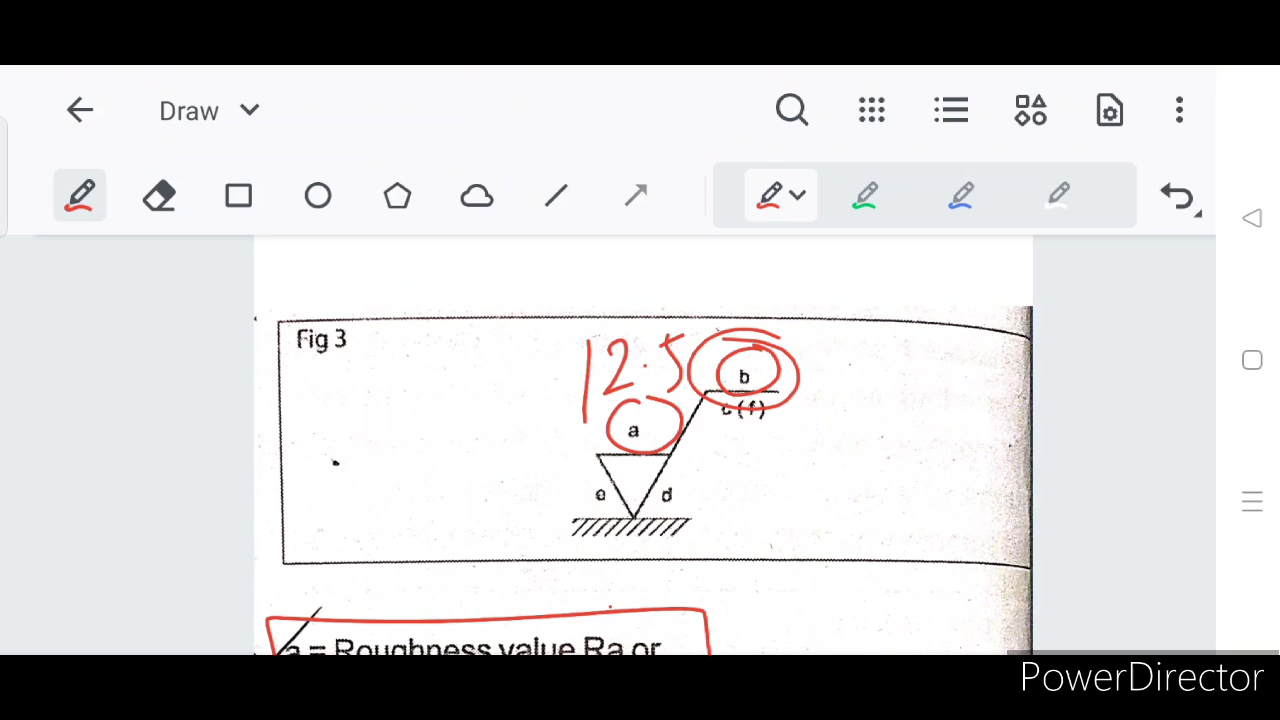 Draw
Fig 3
12.5
b
c (f)
a
e
d
a = Roughness value Ra or
PowerDirector